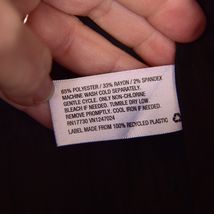 65% POLYESTER / 33% RAYON / 2% SPANDEX
MACHINE WASH COLD SEPARATELY.
GENTLE CYCLE. ONLY NON-CHLORINE
BLEACH IF NEEDED. TUMBLE DRY LOW.
REMOVE PROMPTLY. COOL IRON IF NEEDED
RN17730 VN1247024
LABEL MADE FROM 100% RECYCLED PLASTIC